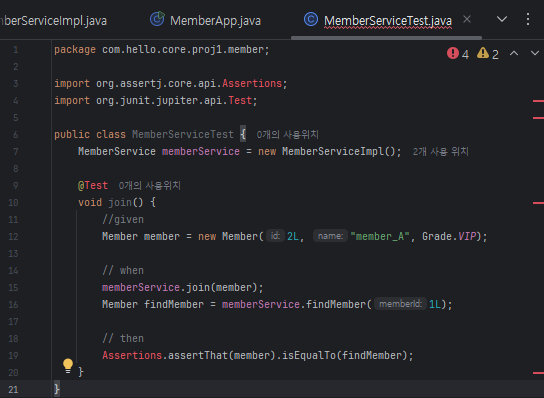 mberServiceImpl.java MemberApp.java MemberServiceTest.java
4 2
1 package com.hello.core.proj1.member;
2
3 import org.assertj.core.api.Assertions;
4 import org.junit.jupiter.api.Test;
5
6 public class MemberServiceTest { 0개의 사용위치
7 MemberService memberService = new MemberServiceImpl(); 2개 사용 위치
8
9 @Test 0개의 사용위치
10 void join() {
11 //given
12 Member member = new Member( id: 2L, name: "member_A", Grade.VIP);
13
14 // when
15 memberService.join(member);
16 Member findMember = memberService.findMember( memberId: 1L);
17
18 // then
19 Assertions.assertThat(member).isEqualTo(findMember);
20 }
21 }